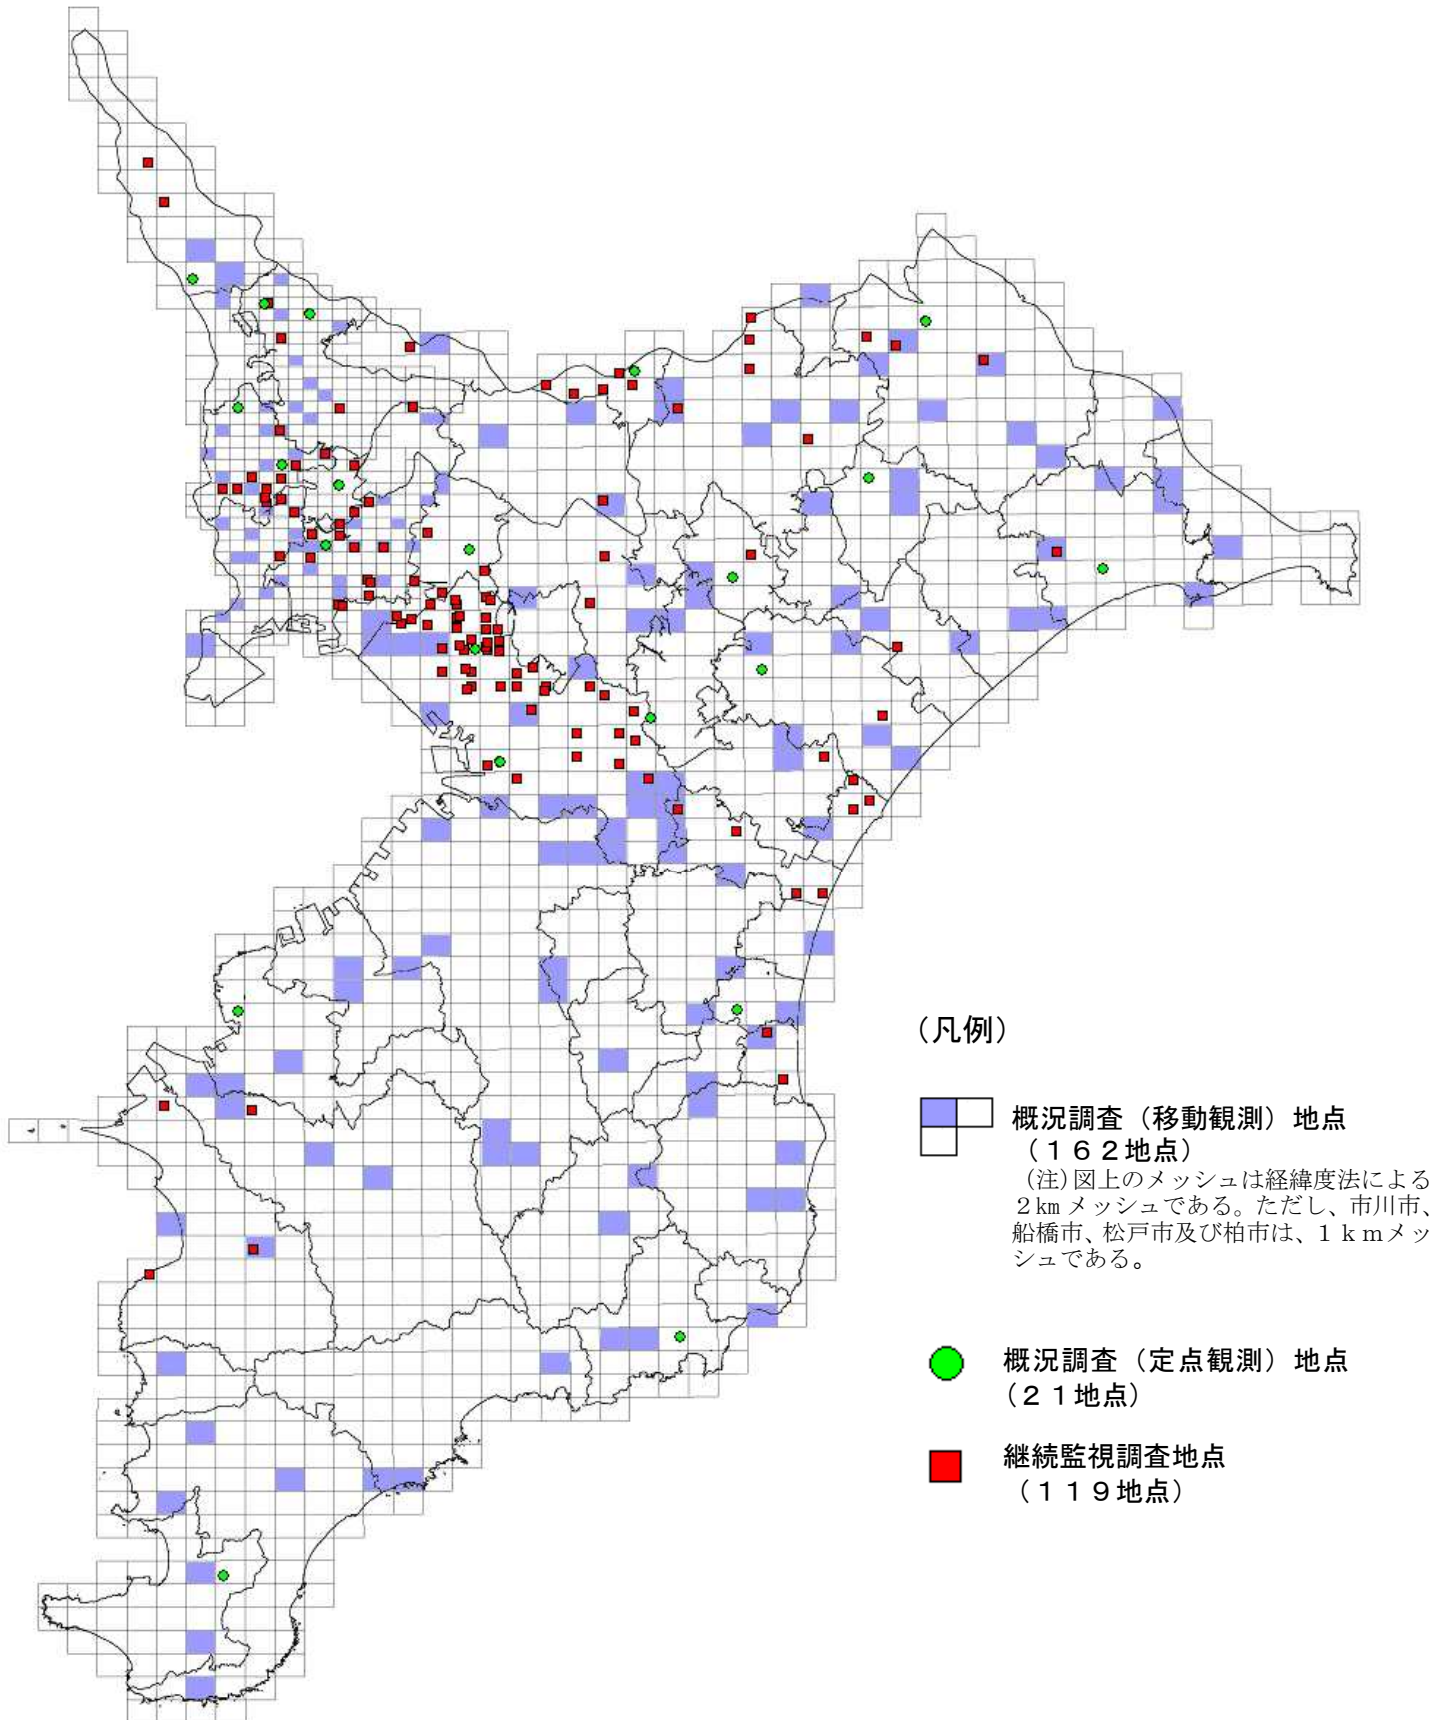 （凡例）
概況調査（移動観測）地点
（１６２地点）
（注）図上のメッシュは経緯度法による
２㎞メッシュである。ただし、市川市、
船橋市、松戸市及び柏市は、１ｋｍメッ
シュである。
概況調査（定点観測）地点
（２１地点）
継続監視調査地点
（１１９地点）